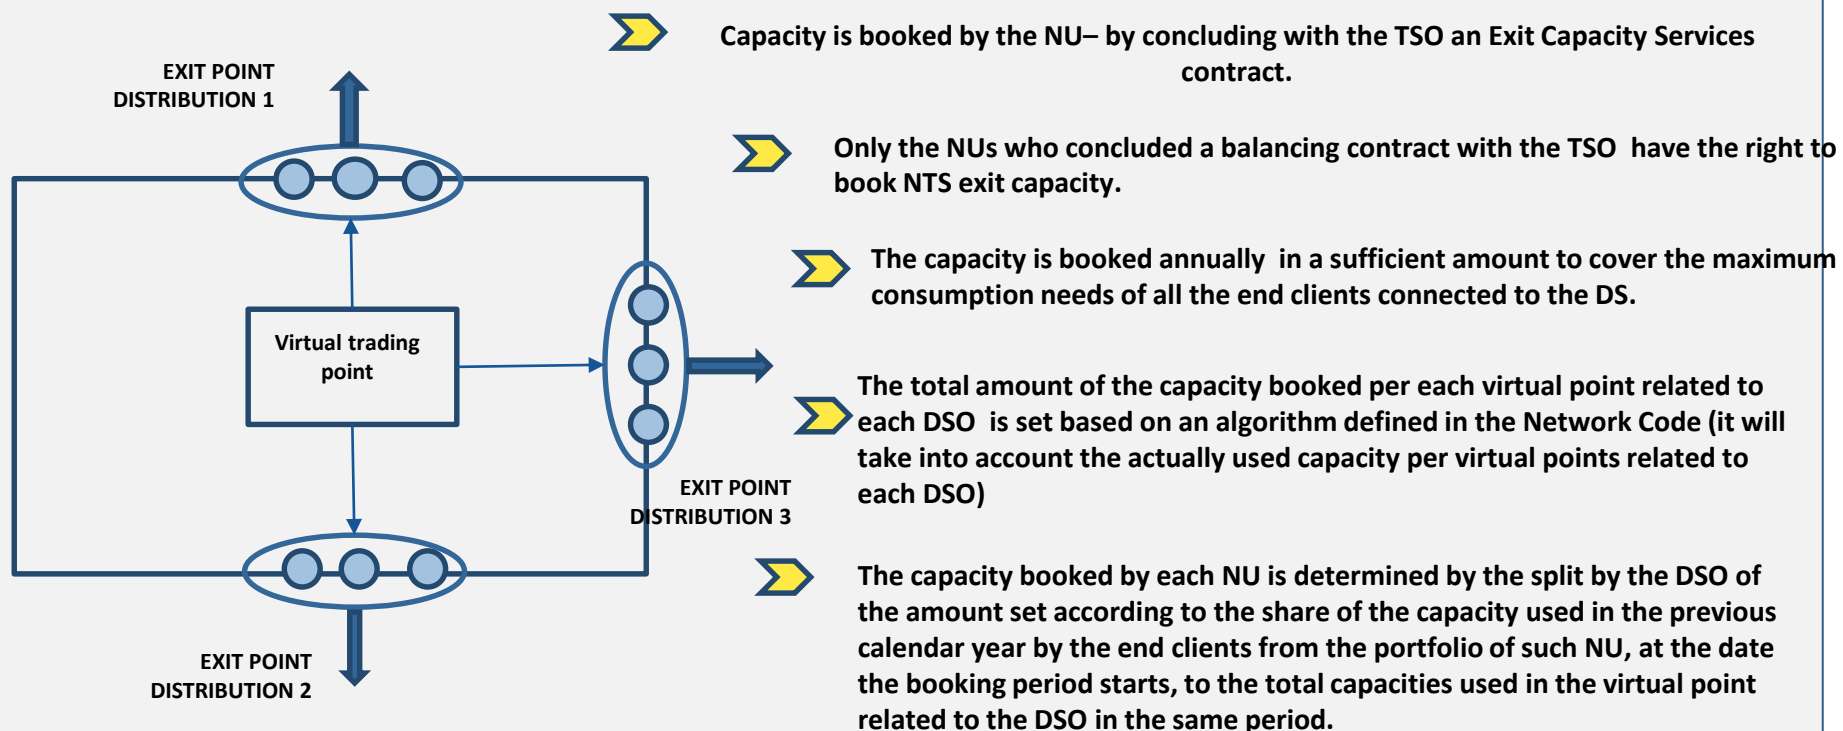 Capacity is booked by the NU– by concluding with the TSO an Exit Capacity Services
contract.
EXIT POINT
DISTRIBUTION 1
Only the NUs who concluded a balancing contract with the TSO  have the right to
book NTS exit capacity.
The capacity is booked annually  in a sufficient amount to cover the maximum
consumption needs of all the end clients connected to the DS.
Virtual trading
point
The total amount of the capacity booked per each virtual point related to
each DSO  is set based on an algorithm defined in the Network Code (it will
take into account the actually used capacity per virtual points related to
each DSO)
EXIT POINT
DISTRIBUTION 3
The capacity booked by each NU is determined by the split by the DSO of
the amount set according to the share of the capacity used in the previous
calendar year by the end clients from the portfolio of such NU, at the date
the booking period starts, to the total capacities used in the virtual point
related to the DSO in the same period.
EXIT POINT
DISTRIBUTION 2